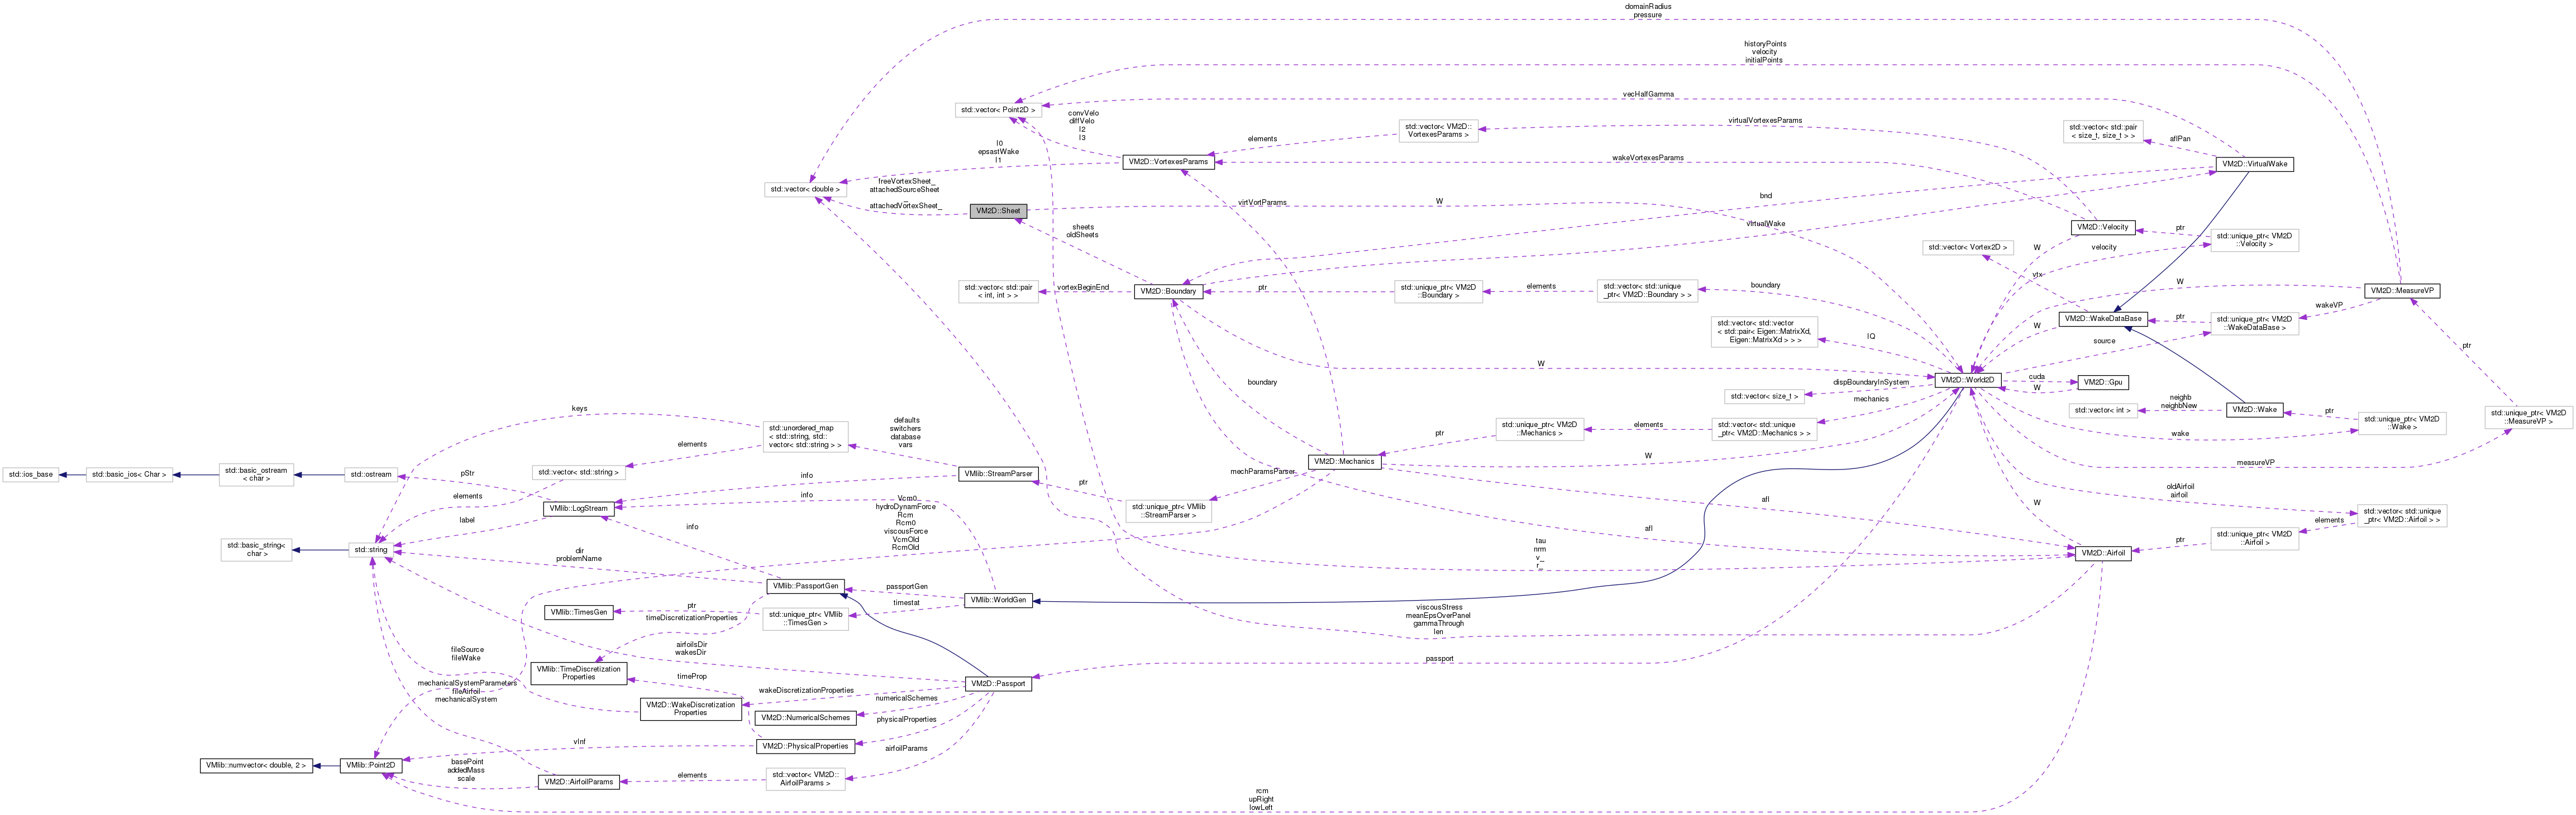 domainRadius
pressure
historyPoints
velocity
initialPoints
std::vector< Point2D >
vecHalfGamma
convVelo
diffVelo
I2
I3
std::vector< VM2D::
VortexesParams >
elements
virtualVortexesParams
std::vector< std::pair
< size_t, size_t > >
aflPan
VM2D::VirtualWake
I0
epsastWake
I1
VM2D::VortexesParams
wakeVortexesParams
std::vector< double >
freeVortexSheet_
attachedSourceSheet
_
attachedVortexSheet_
VM2D::Sheet
virtVortParams
W
bnd
virtualWake
VM2D::Velocity
ptr
std::unique_ptr< VM2D
::Velocity >
sheets
oldSheets
W
velocity
std::vector< Vortex2D >
vtx
std::vector< std::pair
< int, int > >
vortexBeginEnd
VM2D::Boundary
ptr
std::unique_ptr< VM2D
::Boundary >
elements
std::vector< std::unique
_ptr< VM2D::Boundary > >
boundary
W
VM2D::MeasureVP
wakeVP
std::vector< std::vector
< std::pair< Eigen::MatrixXd,
Eigen::MatrixXd > > >
IQ
W
VM2D::WakeDataBase
ptr
std::unique_ptr< VM2D
::WakeDataBase >
source
ptr
W
boundary
dispBoundaryInSystem
std::vector< size_t >
VM2D::World2D
cuda
W
VM2D::Gpu
mechanics
std::vector< int >
neighb
neighbNew
VM2D::Wake
ptr
std::unique_ptr< VM2D
::Wake >
std::unique_ptr< VM2D
::MeasureVP >
keys
std::unordered_map
< std::string, std::
vector< std::string > >
defaults
switchers
database
vars
ptr
std::unique_ptr< VM2D
::Mechanics >
elements
std::vector< std::unique
_ptr< VM2D::Mechanics > >
wake
elements
VM2D::Mechanics
W
measureVP
std::ios_base
std::basic_ios< Char >
std::basic_ostream
< char >
std::ostream
pStr
std::vector< std::string >
info
VMlib::StreamParser
mechParamsParser
ptr
std::unique_ptr< VMlib
::StreamParser >
elements
info
Vcm0
hydroDynamForce
Rcm
Rcm0
viscousForce
VcmOld
RcmOld
afl
oldAirfoil
airfoil
std::vector< std::unique
_ptr< VM2D::Airfoil > >
VMlib::LogStream
label
info
W
elements
afl
std::basic_string<
char >
std::string
dir
problemName
tau
nrm
v_
r_
VM2D::Airfoil
ptr
std::unique_ptr< VM2D
::Airfoil >
VMlib::PassportGen
passportGen
timestat
VMlib::WorldGen
VMlib::TimesGen
ptr
std::unique_ptr< VMlib
::TimesGen >
timeDiscretizationProperties
viscousStress
meanEpsOverPanel
gammaThrough
len
fileSource
fileWake
airfoilsDir
wakesDir
passport
VMlib::TimeDiscretization
Properties
timeProp
VM2D::Passport
mechanicalSystemParameters
fileAirfoil
mechanicalSystem
wakeDiscretizationProperties
VM2D::WakeDiscretization
Properties
numericalSchemes
VM2D::NumericalSchemes
physicalProperties
vInf
VM2D::PhysicalProperties
airfoilParams
VMlib::numvector< double, 2 >
VMlib::Point2D
basePoint
addedMass
scale
VM2D::AirfoilParams
elements
std::vector< VM2D::
AirfoilParams >
rcm
upRight
lowLeft